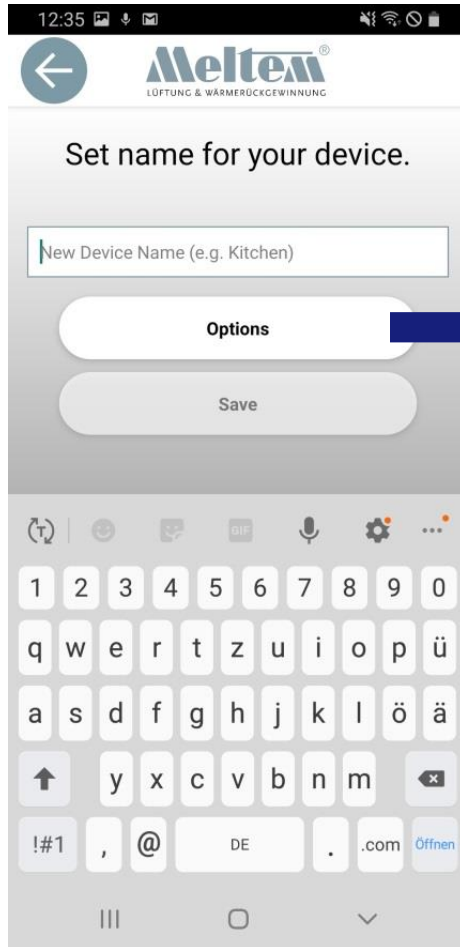 12:35
Meltem®
LÜFTUNG & WÄRMERÜCKGEWINNUNG
Set name for your device.
New Device Name (e.g. Kitchen)
Options
Save
T GIF
1 2 3 4 5 6 7 8 9 0
q w e r t z u i o p ü
a s d f g h j k l ö ä
y x c v b n m
!#1 , @ DE . .com Öffnen